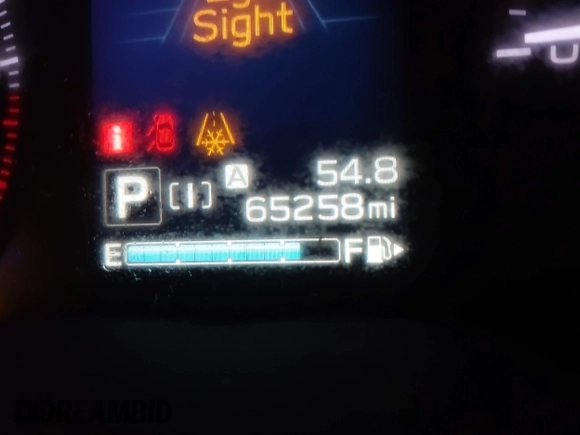 Sight
P [I] A 54.8
65258mi
E F
DREAMBID